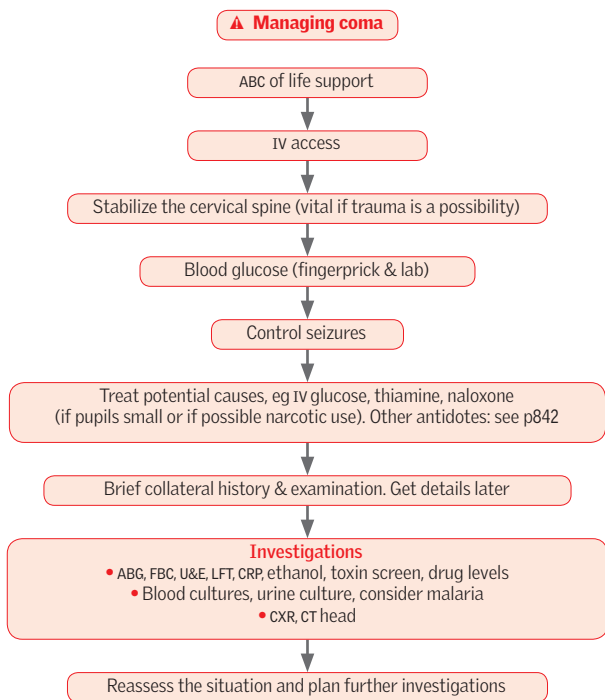 Managing coma
ABC of life support
IV access
Stabilize the cervical spine (vital if trauma is a possibility)
Blood glucose (fingerprick & lab)
Control seizures
Treat potential causes, eg IV glucose, thiamine, naloxone
(if pupils small or if possible narcotic use). Other antidotes: see p842
Brief collateral history & examination. Get details later
Investigations
• ABG, FBC, U&E, LFT, CRP, ethanol, toxin screen, drug levels
• Blood cultures, urine culture, consider malaria
• CXR, CT head
Reassess the situation and plan further investigations